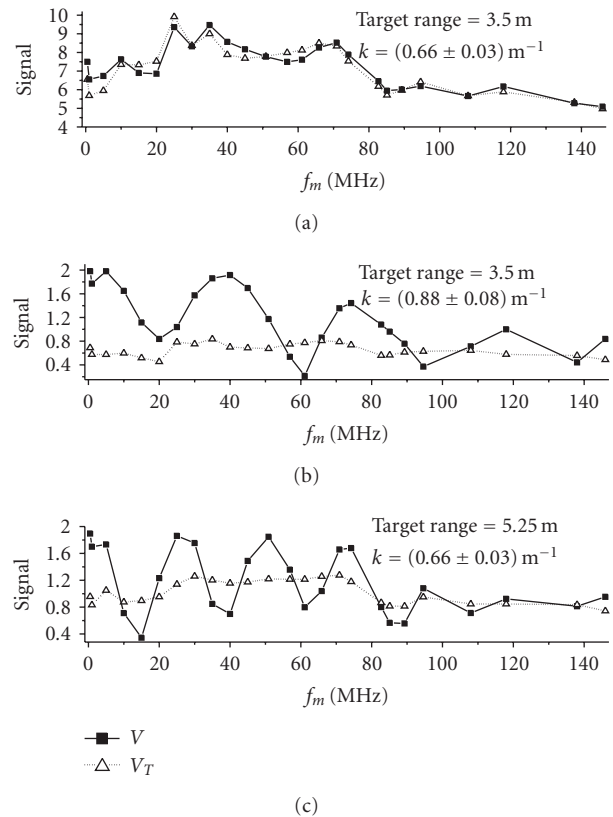 Target range = 3.5 m
k = (0.66 ± 0.03) m⁻¹
Signal
10
9
8
7
6
5
4
0 20 40 60 80 100 120 140
fₘ (MHz)
(a)
Target range = 3.5 m
k = (0.88 ± 0.08) m⁻¹
Signal
2
1.6
1.2
0.8
0.4
0 20 40 60 80 100 120 140
fₘ (MHz)
(b)
Target range = 5.25 m
k = (0.66 ± 0.03) m⁻¹
Signal
2
1.6
1.2
0.8
0.4
0 20 40 60 80 100 120 140
fₘ (MHz)
V
V_T
(c)